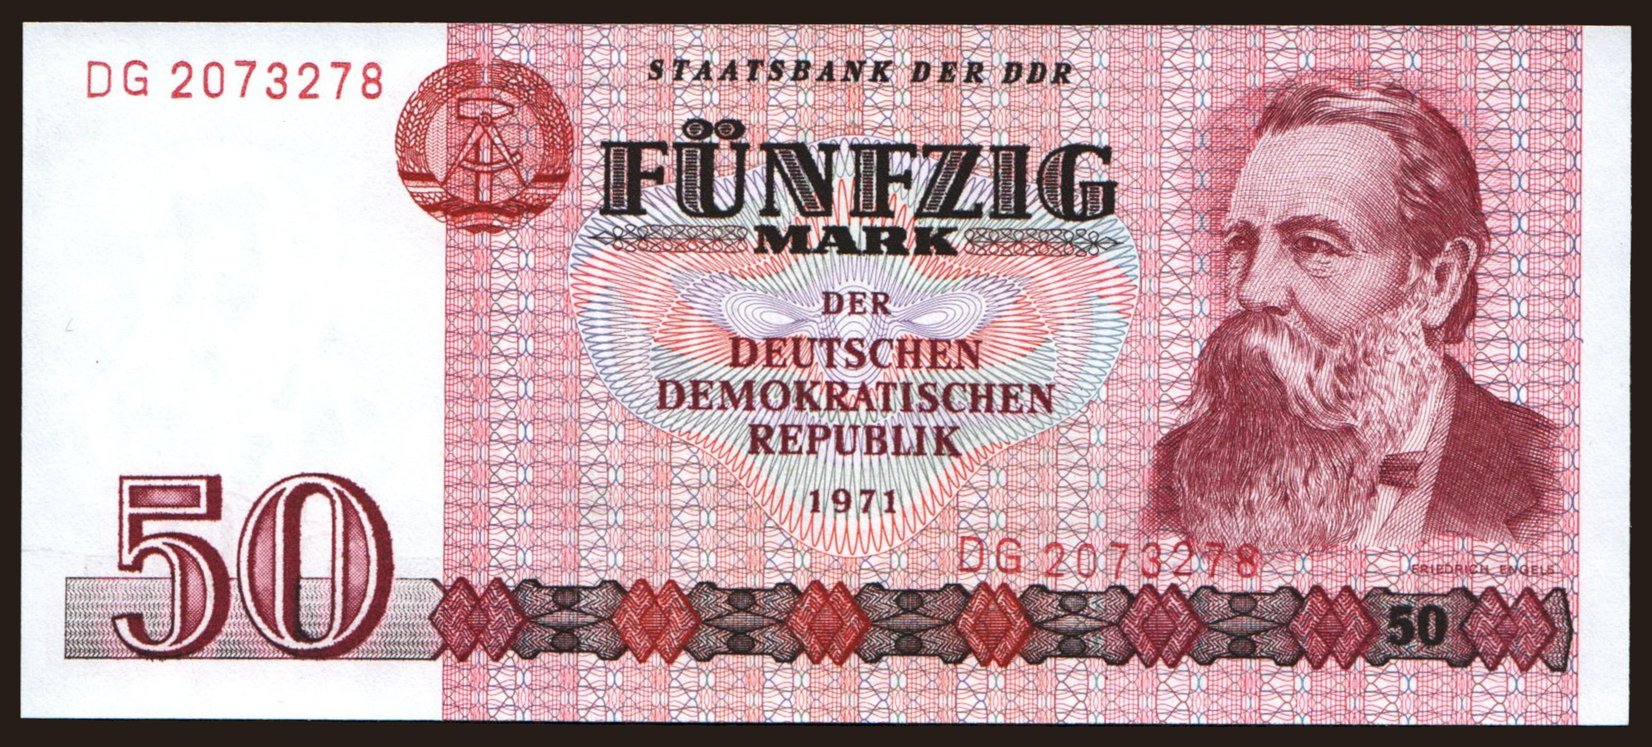 DG 2073278
STAATSBANK DER DDR
FÜNFZIG
MARK
DER
DEUTSCHEN
DEMOKRATISCHEN
REPUBLIK
1971
DG 2073278
FRIEDRICH ENGELS
50
50